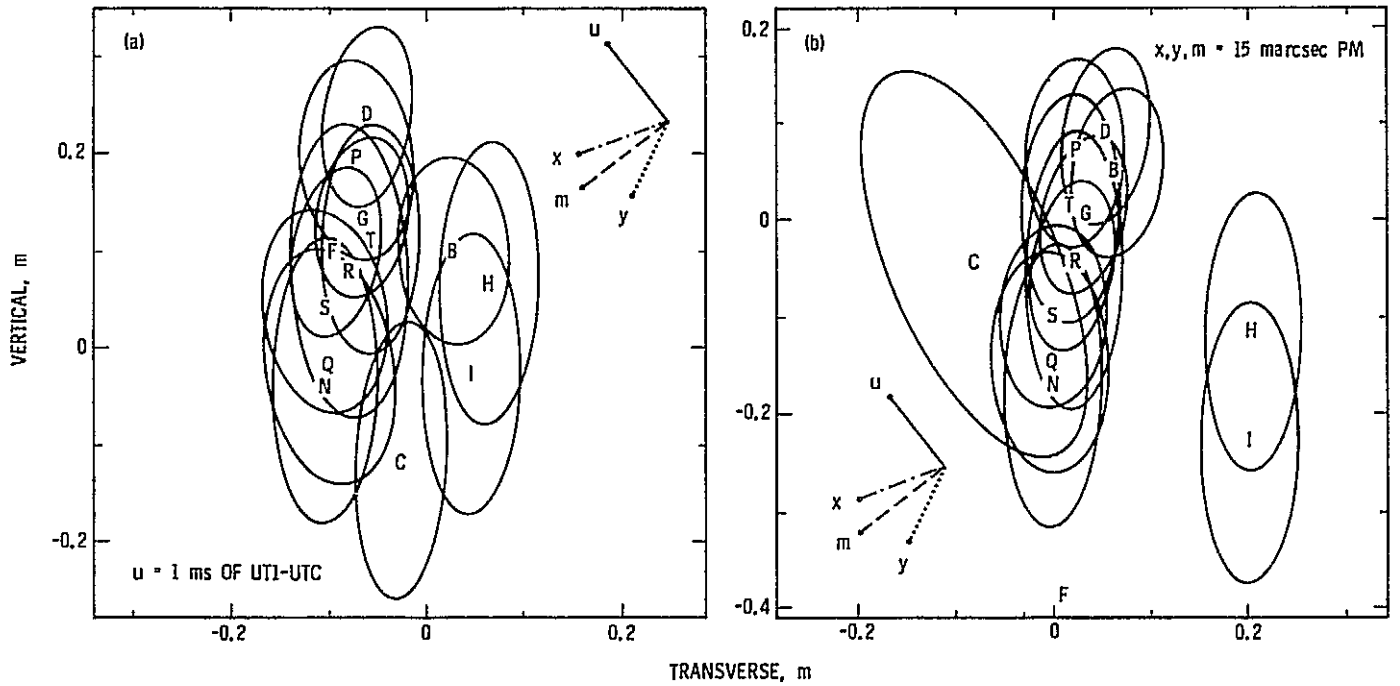 (a)
u
D
0.2
P
x
m
y
G
T
F
B
R
H
S
0
Q
N
I
C
-0.2
u = 1 ms OF UT1-UTC
-0.2
0
0.2
VERTICAL, m
0.2
(b)
x,y,m = 15 marcsec PM
D
P
B
T
G
0
R
C
S
H
Q
N
u
-0.2
I
x
m
y
F
-0.4
-0.2
0
0.2
TRANSVERSE, m